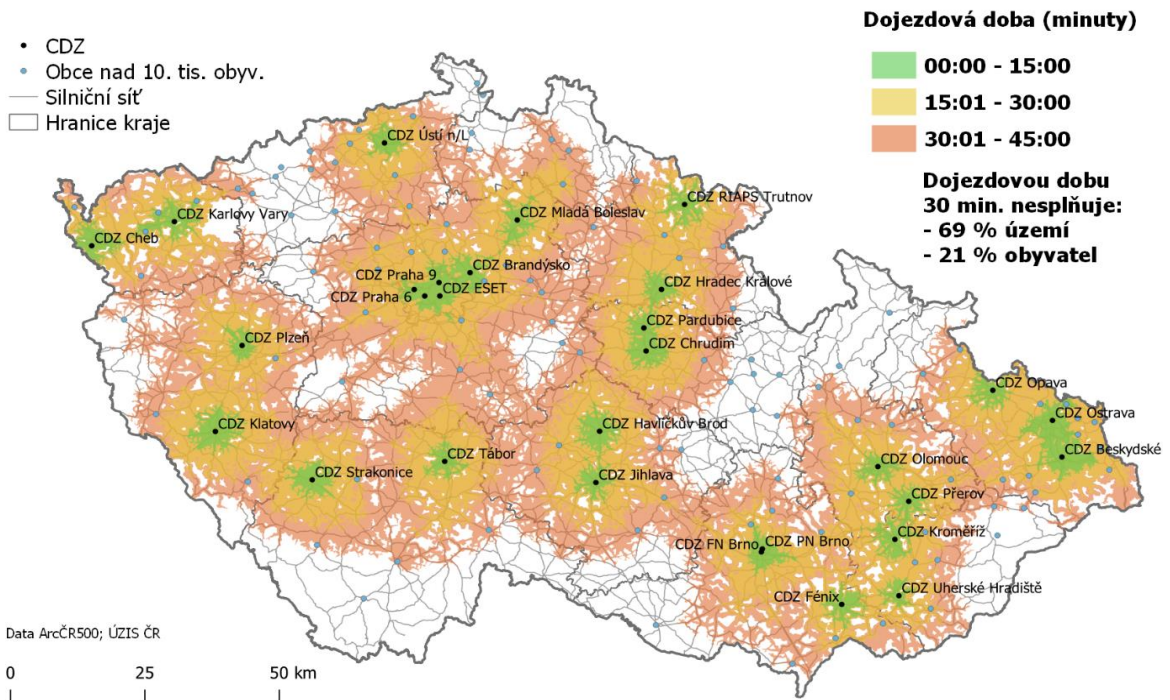 Dojezdová doba (minuty)
00:00 - 15:00
15:01 - 30:00
30:01 - 45:00
Dojezdovou dobu
30 min. nesplňuje:
- 69 % území
- 21 % obyvatel
CDZ
Obce nad 10. tis. obyv.
Silniční síť
Hranice kraje
CDZ Ústí n/L
CDZ RIAPS Trutnov
CDZ Karlovy Vary
CDZ Mladá Boleslav
CDZ Cheb
CDZ Brandýsko
CDZ Praha 9
CDZ ESET
CDZ Praha 6
CDZ Hradec Králové
CDZ Pardubice
CDZ Chrudim
CDZ Plzeň
CDZ Opava
CDZ Ostrava
CDZ Klatovy
CDZ Havlíčkův Brod
CDZ Beskydské
CDZ Tábor
CDZ Olomouc
CDZ Strakonice
CDZ Jihlava
CDZ Přerov
CDZ Kroměříž
CDZ FN Brno
CDZ PN Brno
CDZ Uherské Hradiště
CDZ Fénix
Data ArcČR500; ÚZIS ČR
0 25 50 km